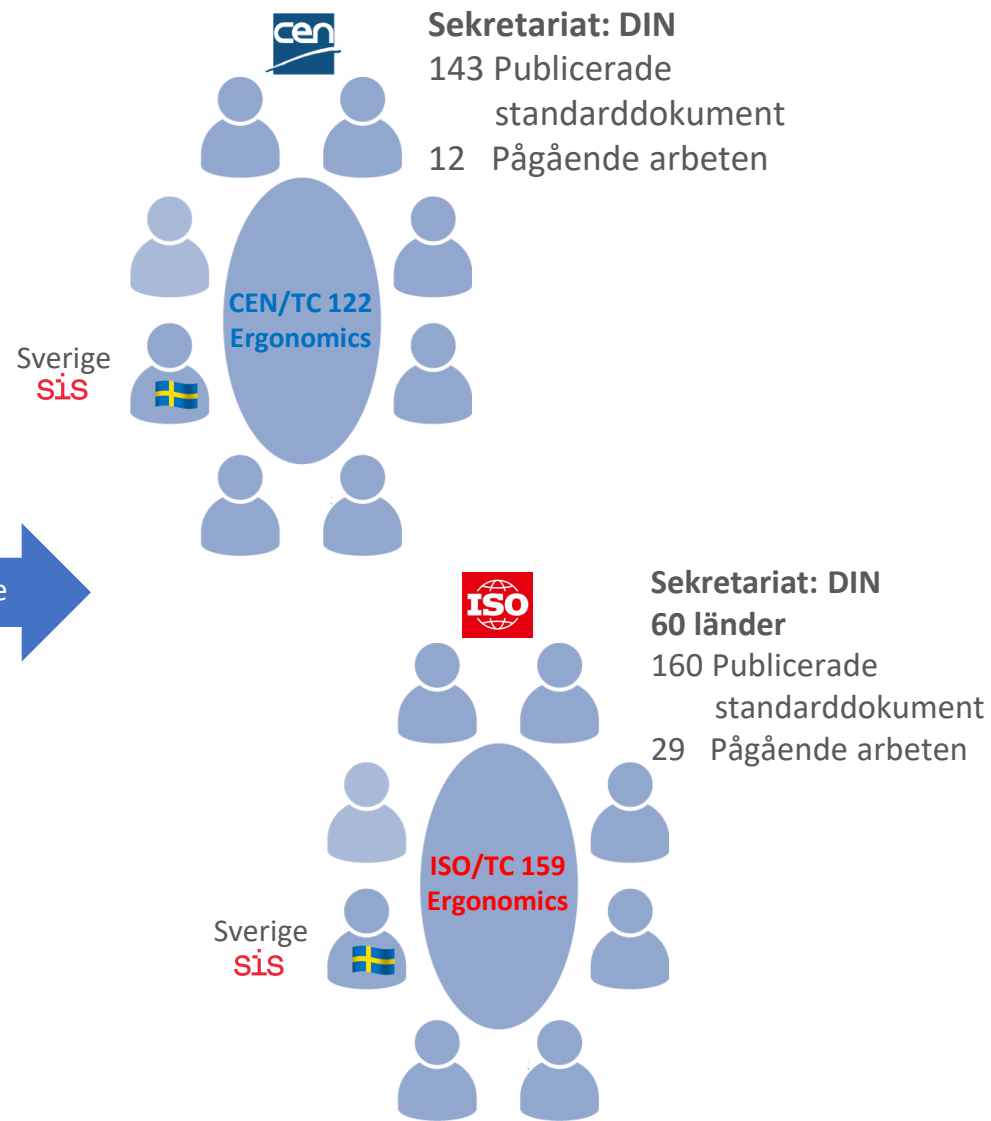 cen
Sekretariat: DIN
143 Publicerade
standarddokument
12 Pågående arbeten
CEN/TC 122
Ergonomics
Sverige
sis
e
ISO
Sekretariat: DIN
60 länder
160 Publicerade
standarddokument
29 Pågående arbeten
ISO/TC 159
Ergonomics
Sverige
sis